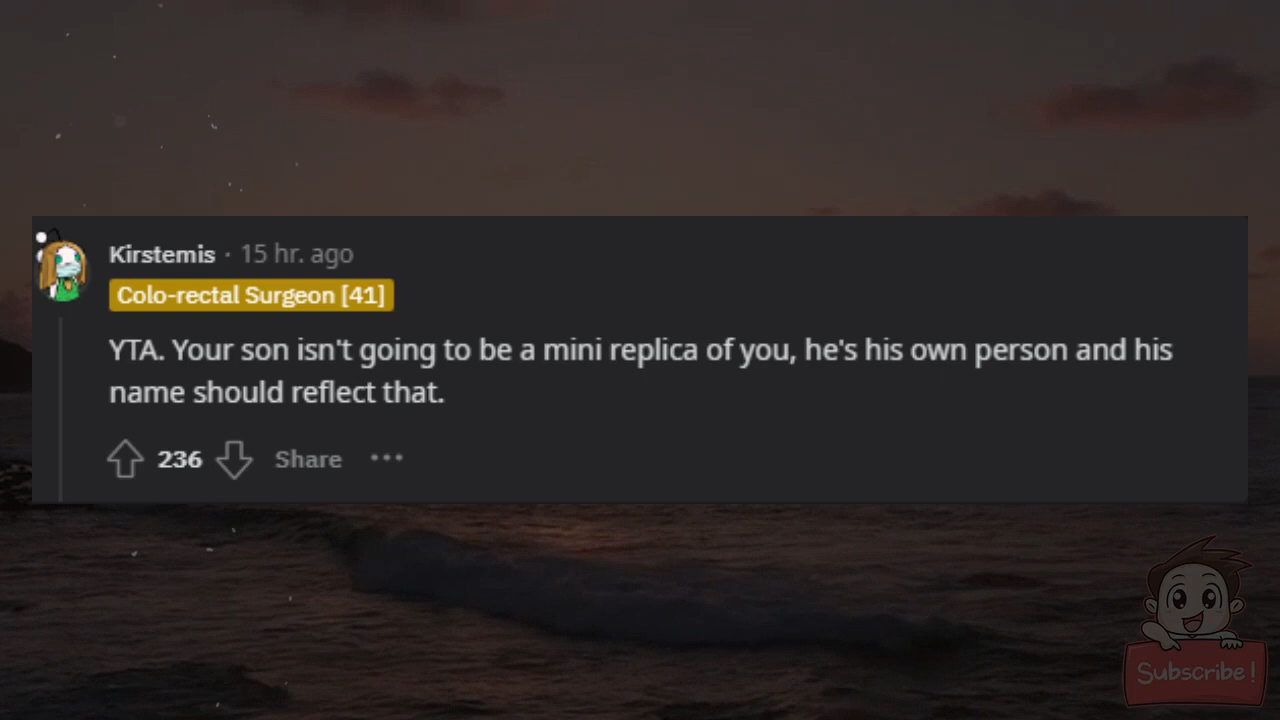 Kirstemis · 15 hr. ago
Colo-rectal Surgeon [41]
YTA. Your son isn't going to be a mini replica of you, he's his own person and his
name should reflect that.
236 Share ···
Subscribe!